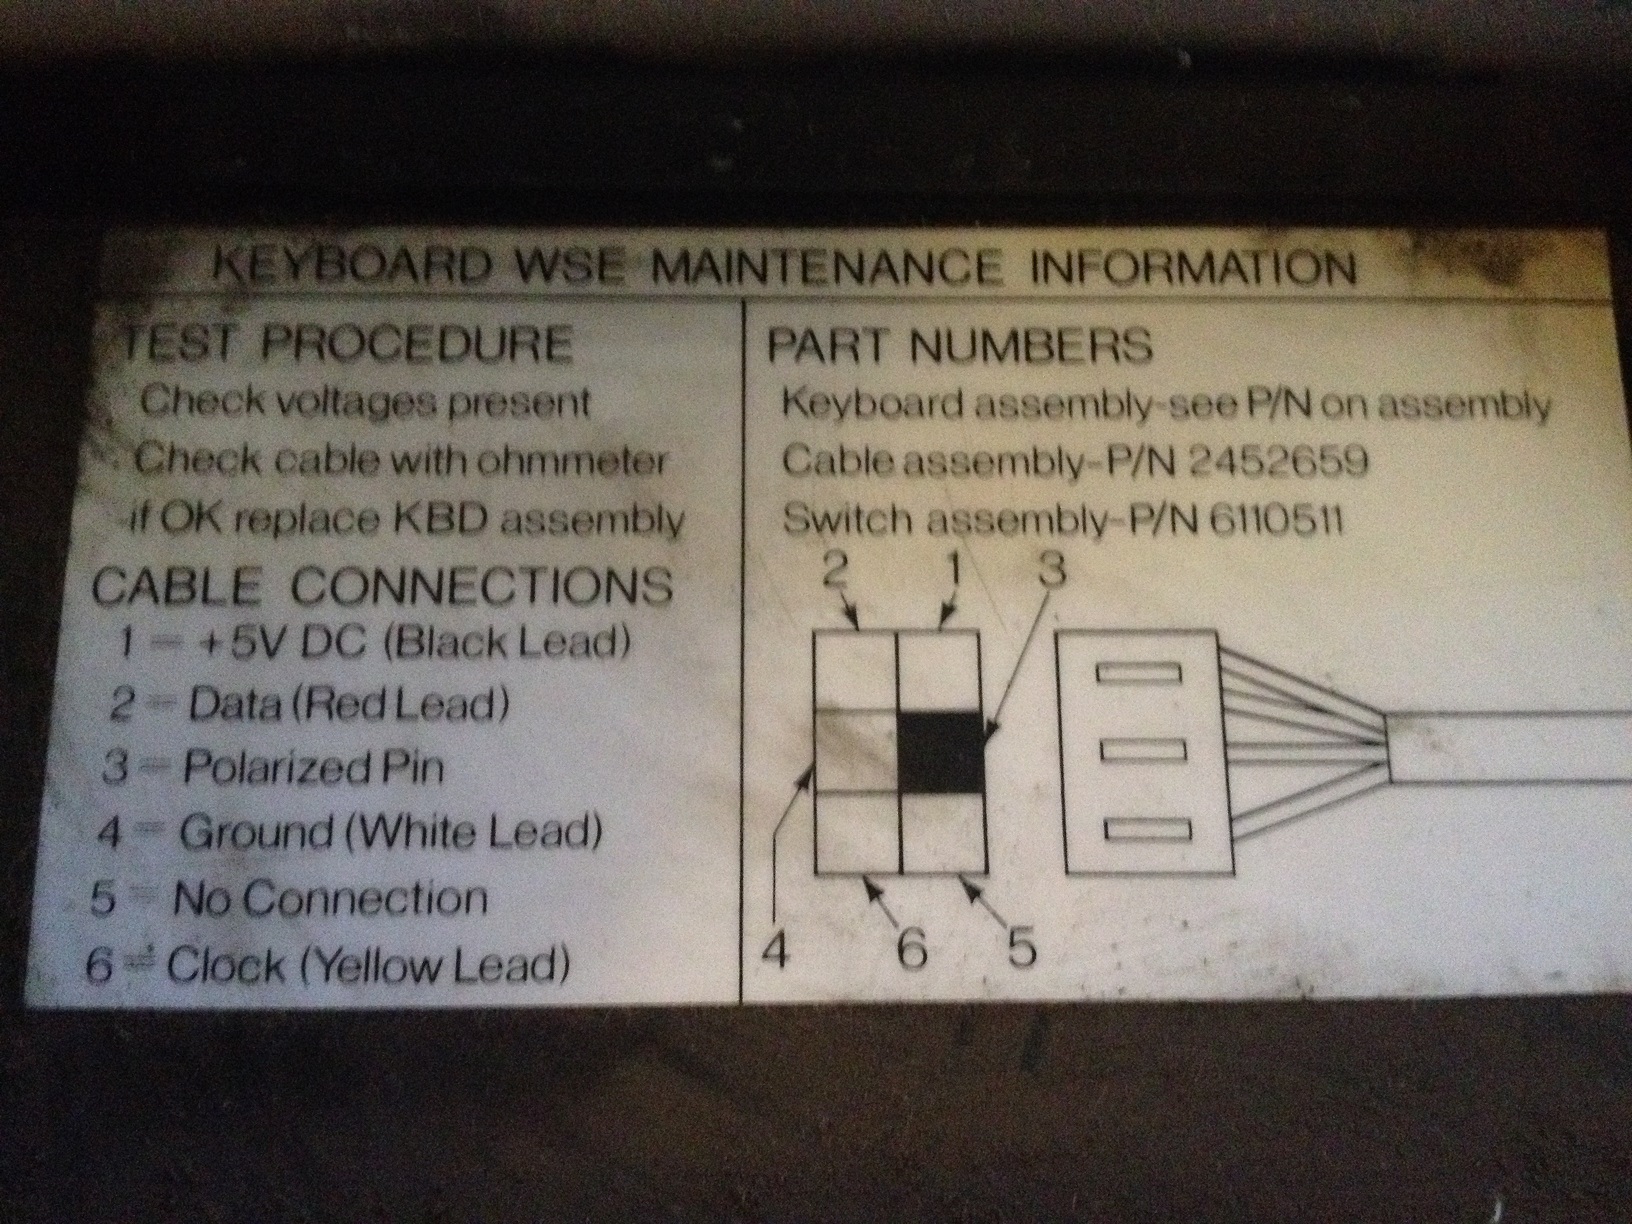 KEYBOARD WSE MAINTENANCE INFORMATION
TEST PROCEDURE
Check voltages present
Check cable with ohmmeter
if OK replace KBD assembly
CABLE CONNECTIONS
1 = +5V DC (Black Lead)
2 = Data (Red Lead)
3 = Polarized Pin
4 = Ground (White Lead)
5 = No Connection
6 = Clock (Yellow Lead)
PART NUMBERS
Keyboard assembly-see P/N on assembly
Cable assembly-P/N 2452659
Switch assembly-P/N 6110511
2 1 3
4 6 5